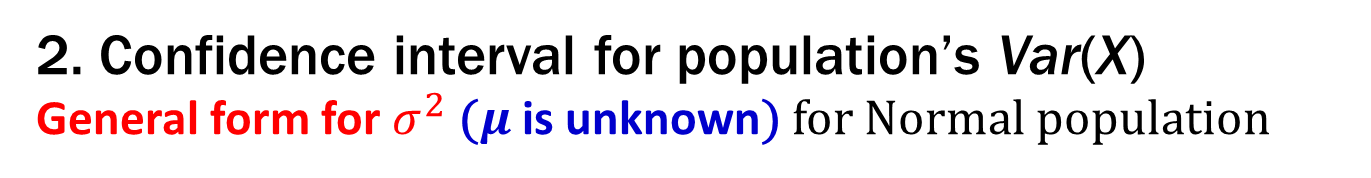 2. Confidence interval for population’s Var(X)
General form for σ² (μ is unknown) for Normal population